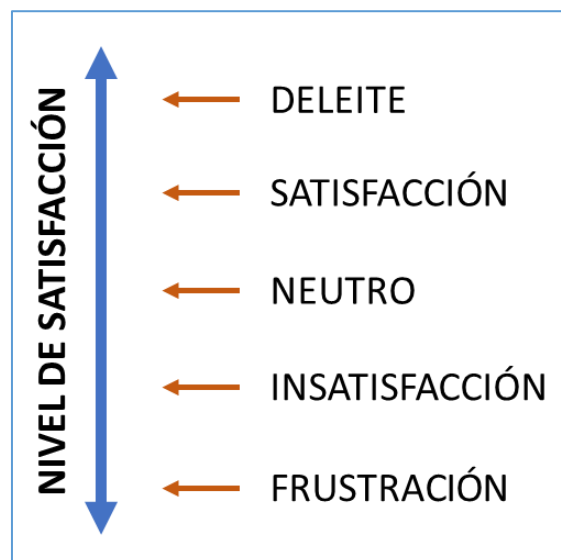 NIVEL DE SATISFACCIÓN
DELEITE
SATISFACCIÓN
NEUTRO
INSATISFACCIÓN
FRUSTRACIÓN